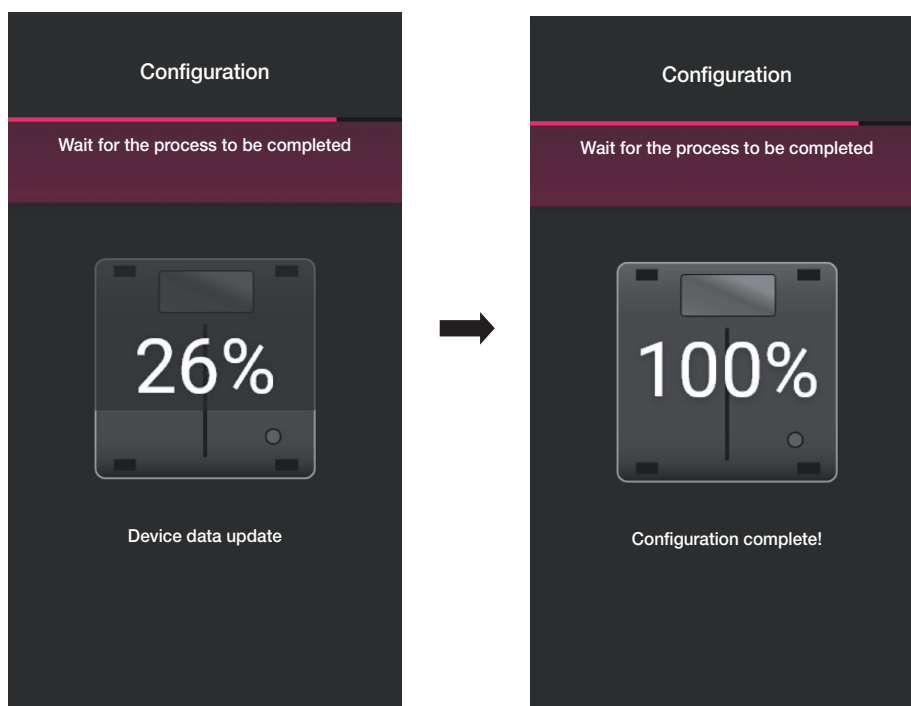 Configuration
Wait for the process to be completed
26%
Device data update
Configuration
Wait for the process to be completed
100%
Configuration complete!